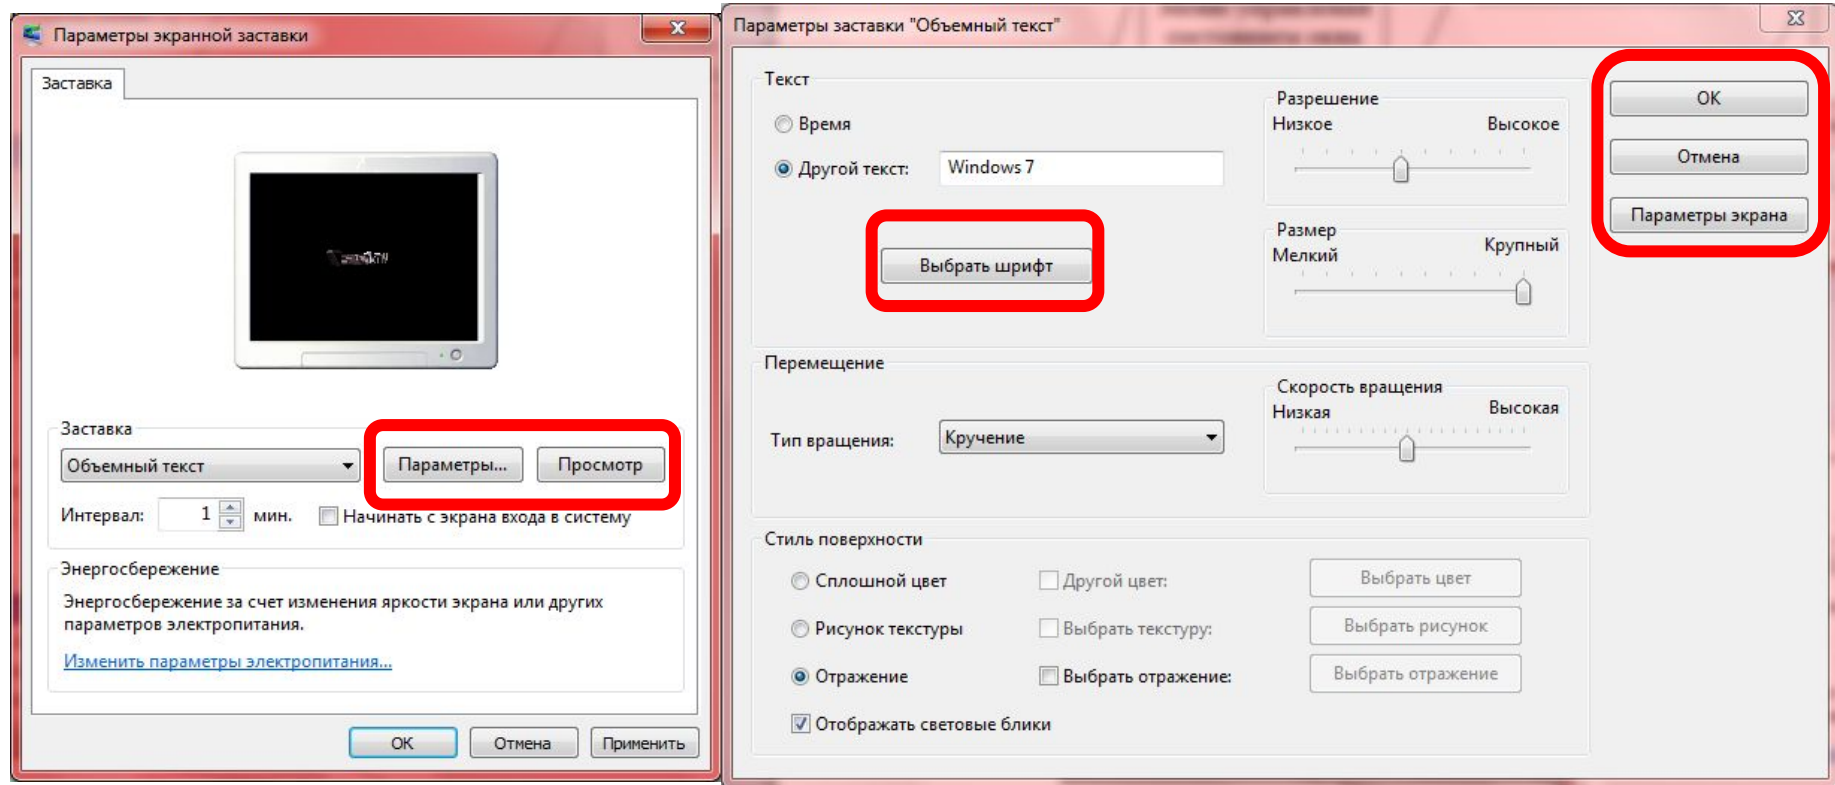 Параметры экранной заставки
Заставка
Заставка
Объемный текст
Параметры...
Просмотр
Интервал:
1
мин.
Начинать с экрана входа в систему
Энергосбережение
Энергосбережение за счет изменения яркости экрана или других
параметров электропитания.
Изменить параметры электропитания...
ОК
Отмена
Применить
Параметры заставки "Объемный текст"
Текст
Время
Другой текст:
Windows 7
Выбрать шрифт
Разрешение
Низкое
Высокое
Размер
Мелкий
Крупный
ОК
Отмена
Параметры экрана
Перемещение
Тип вращения:
Кручение
Скорость вращения
Низкая
Высокая
Стиль поверхности
Сплошной цвет
Другой цвет:
Выбрать цвет
Рисунок текстуры
Выбрать текстуру:
Выбрать рисунок
Отражение
Выбрать отражение:
Выбрать отражение
Отображать световые блики